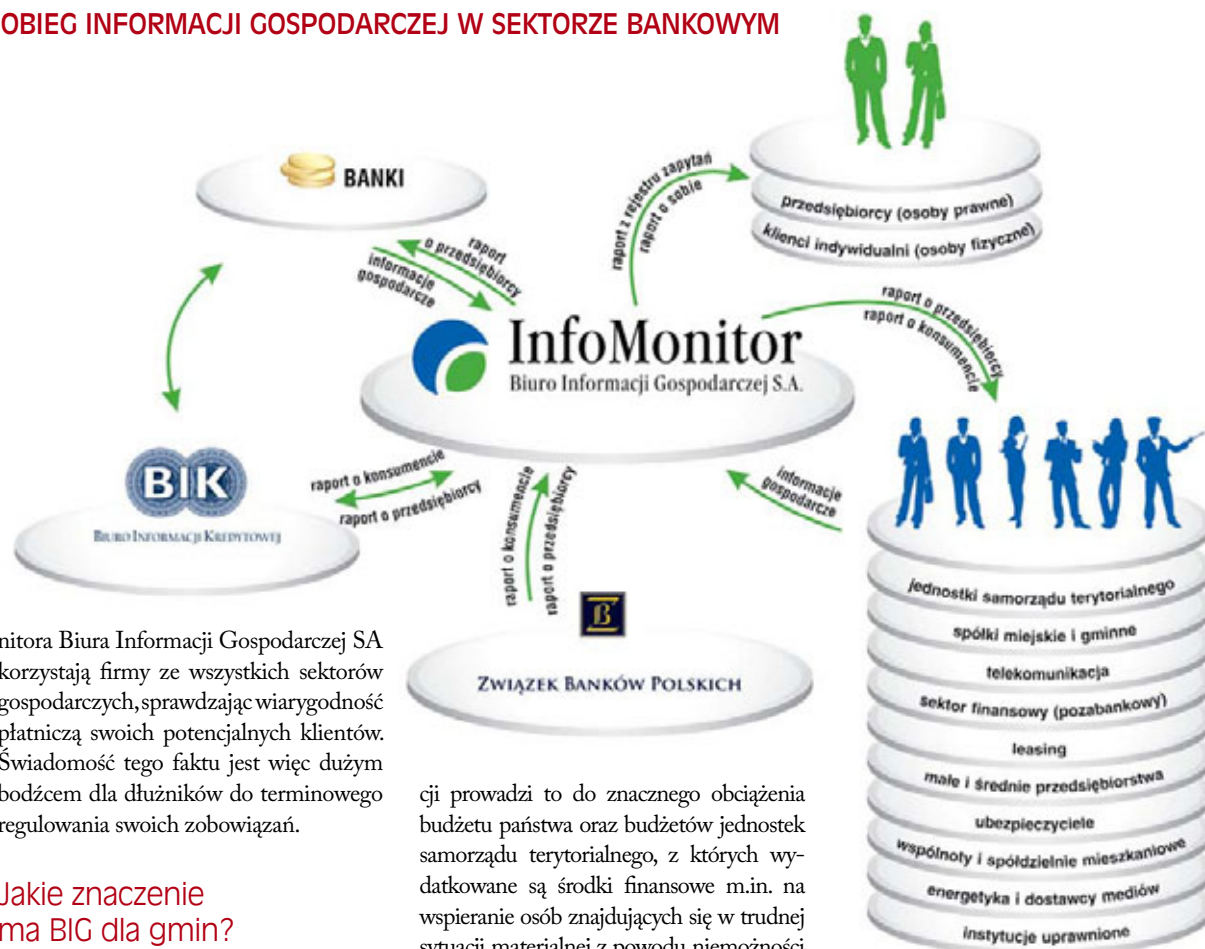 OBIEG INFORMACJI GOSPODARCZEJ W SEKTORZE BANKOWYM
BANKI
raport
o przedsiębiorcy
informacje
gospodarcze
raport z rejestru zapytań
raport o sobie
przedsiębiorcy (osoby prawne)
klienci indywidualni (osoby fizyczne)
InfoMonitor
Biuro Informacji Gospodarczej S.A.
raport o przedsiębiorcy
raport o konsumencie
BIK
BIURO INFORMACJI KREDYTOWEJ
raport o konsumencie
raport o przedsiębiorcy
raport o konsumencie
raport o przedsiębiorcy
informacje
gospodarcze
B
ZWIĄZEK BANKÓW POLSKICH
jednostki samorządu terytorialnego
spółki miejskie i gminne
telekomunikacja
sektor finansowy (pozabankowy)
leasing
małe i średnie przedsiębiorstwa
ubezpieczyciele
wspólnoty i spółdzielnie mieszkaniowe
energetyka i dostawcy mediów
instytucje uprawnione
nitora Biura Informacji Gospodarczej SA
korzystają firmy ze wszystkich sektorów
gospodarczych, sprawdzając wiarygodność
płatniczą swoich potencjalnych klientów.
Świadomość tego faktu jest więc dużym
bodźcem dla dłużników do terminowego
regulowania swoich zobowiązań.
Jakie znaczenie
ma BIG dla gmin?
cji prowadzi to do znacznego obciążenia
budżetu państwa oraz budżetów jednostek
samorządu terytorialnego, z których wy-
datkowane są środki finansowe m.in. na
wspieranie osób znajdujących się w trudnej
sytuacji materialnej z powodu niemożności